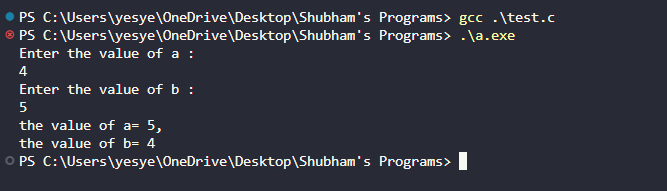 PS C:\Users\yesye\OneDrive\Desktop\Shubham's Programs> gcc .\test.c
PS C:\Users\yesye\OneDrive\Desktop\Shubham's Programs> .\a.exe
Enter the value of a :
4
Enter the value of b :
5
the value of a= 5,
the value of b= 4
PS C:\Users\yesye\OneDrive\Desktop\Shubham's Programs>